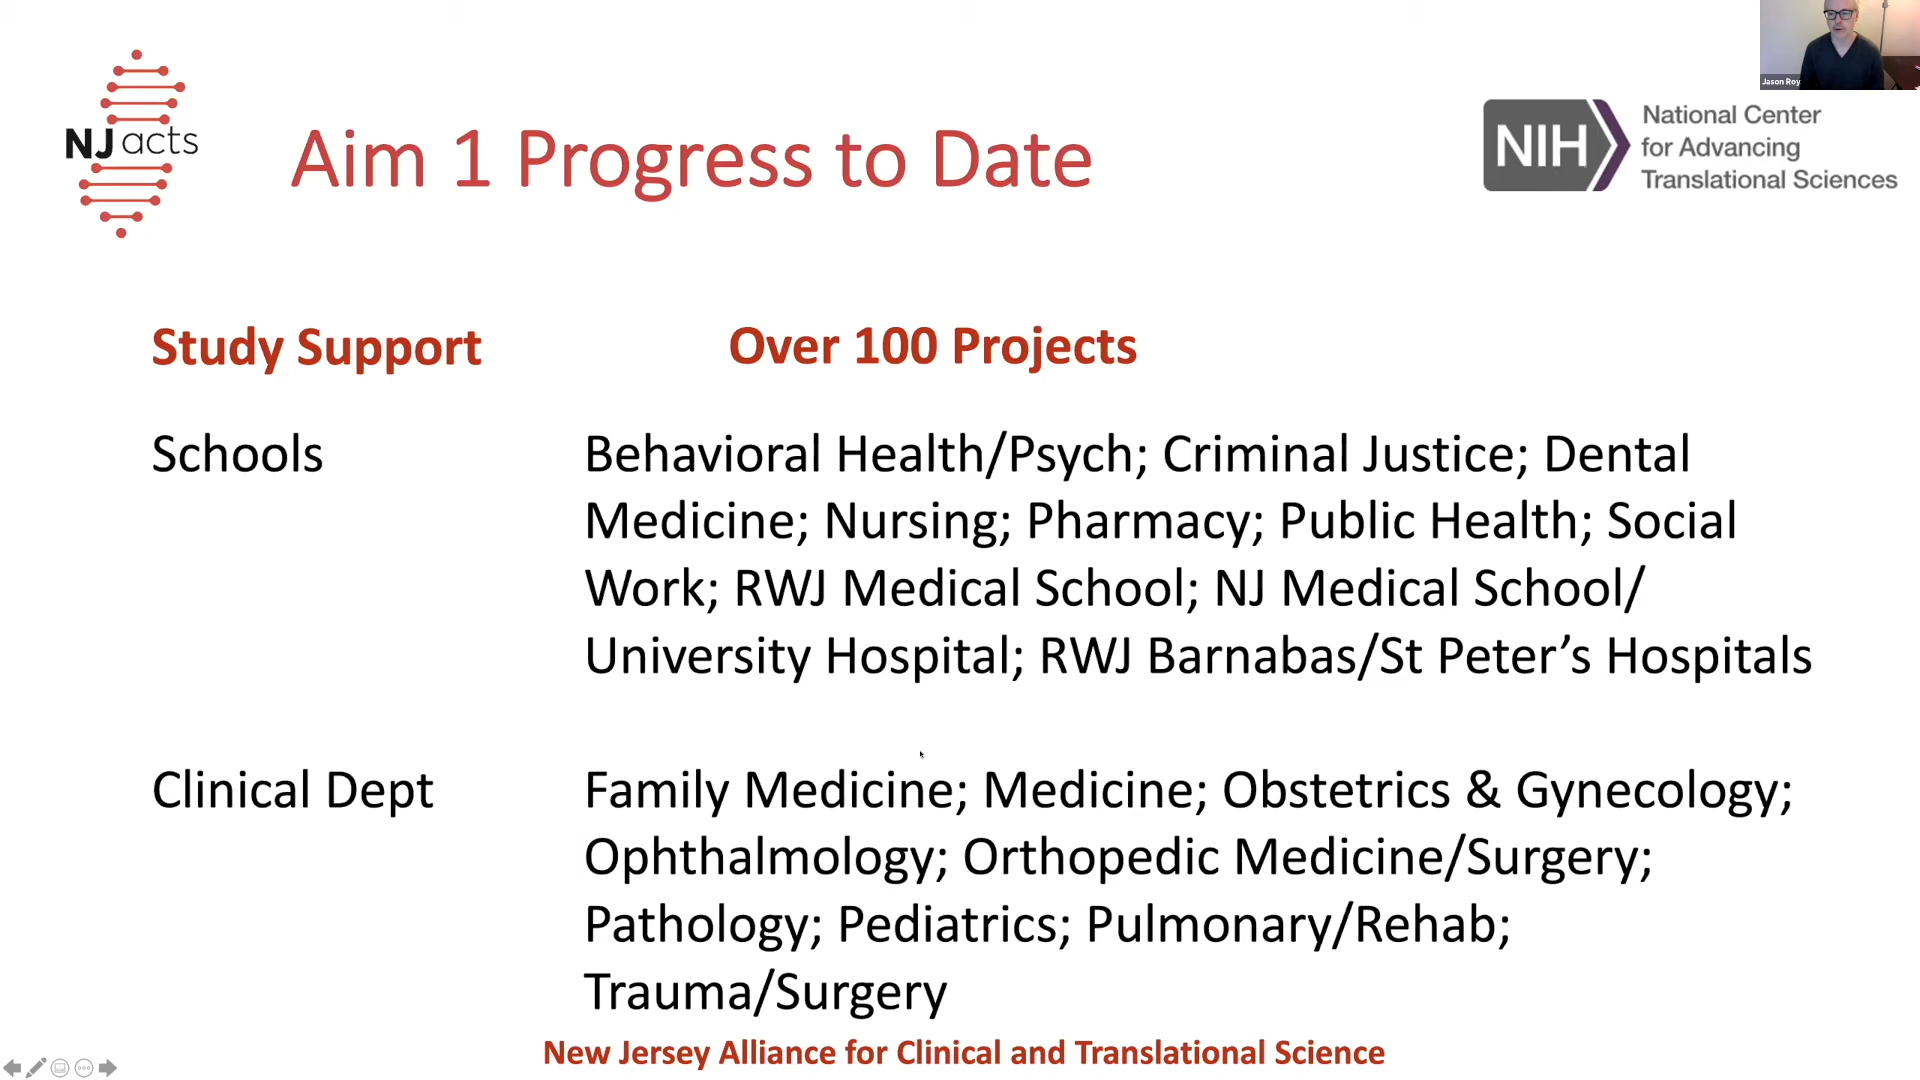 Jason Roy
NJ acts
Aim 1 Progress to Date
NIH
National Center
for Advancing
Translational Sciences
Study Support
Over 100 Projects
Schools
Behavioral Health/Psych; Criminal Justice; Dental
Medicine; Nursing; Pharmacy; Public Health; Social
Work; RWJ Medical School; NJ Medical School/
University Hospital; RWJ Barnabas/St Peter’s Hospitals
Clinical Dept
Family Medicine; Medicine; Obstetrics & Gynecology;
Ophthalmology; Orthopedic Medicine/Surgery;
Pathology; Pediatrics; Pulmonary/Rehab;
Trauma/Surgery
New Jersey Alliance for Clinical and Translational Science